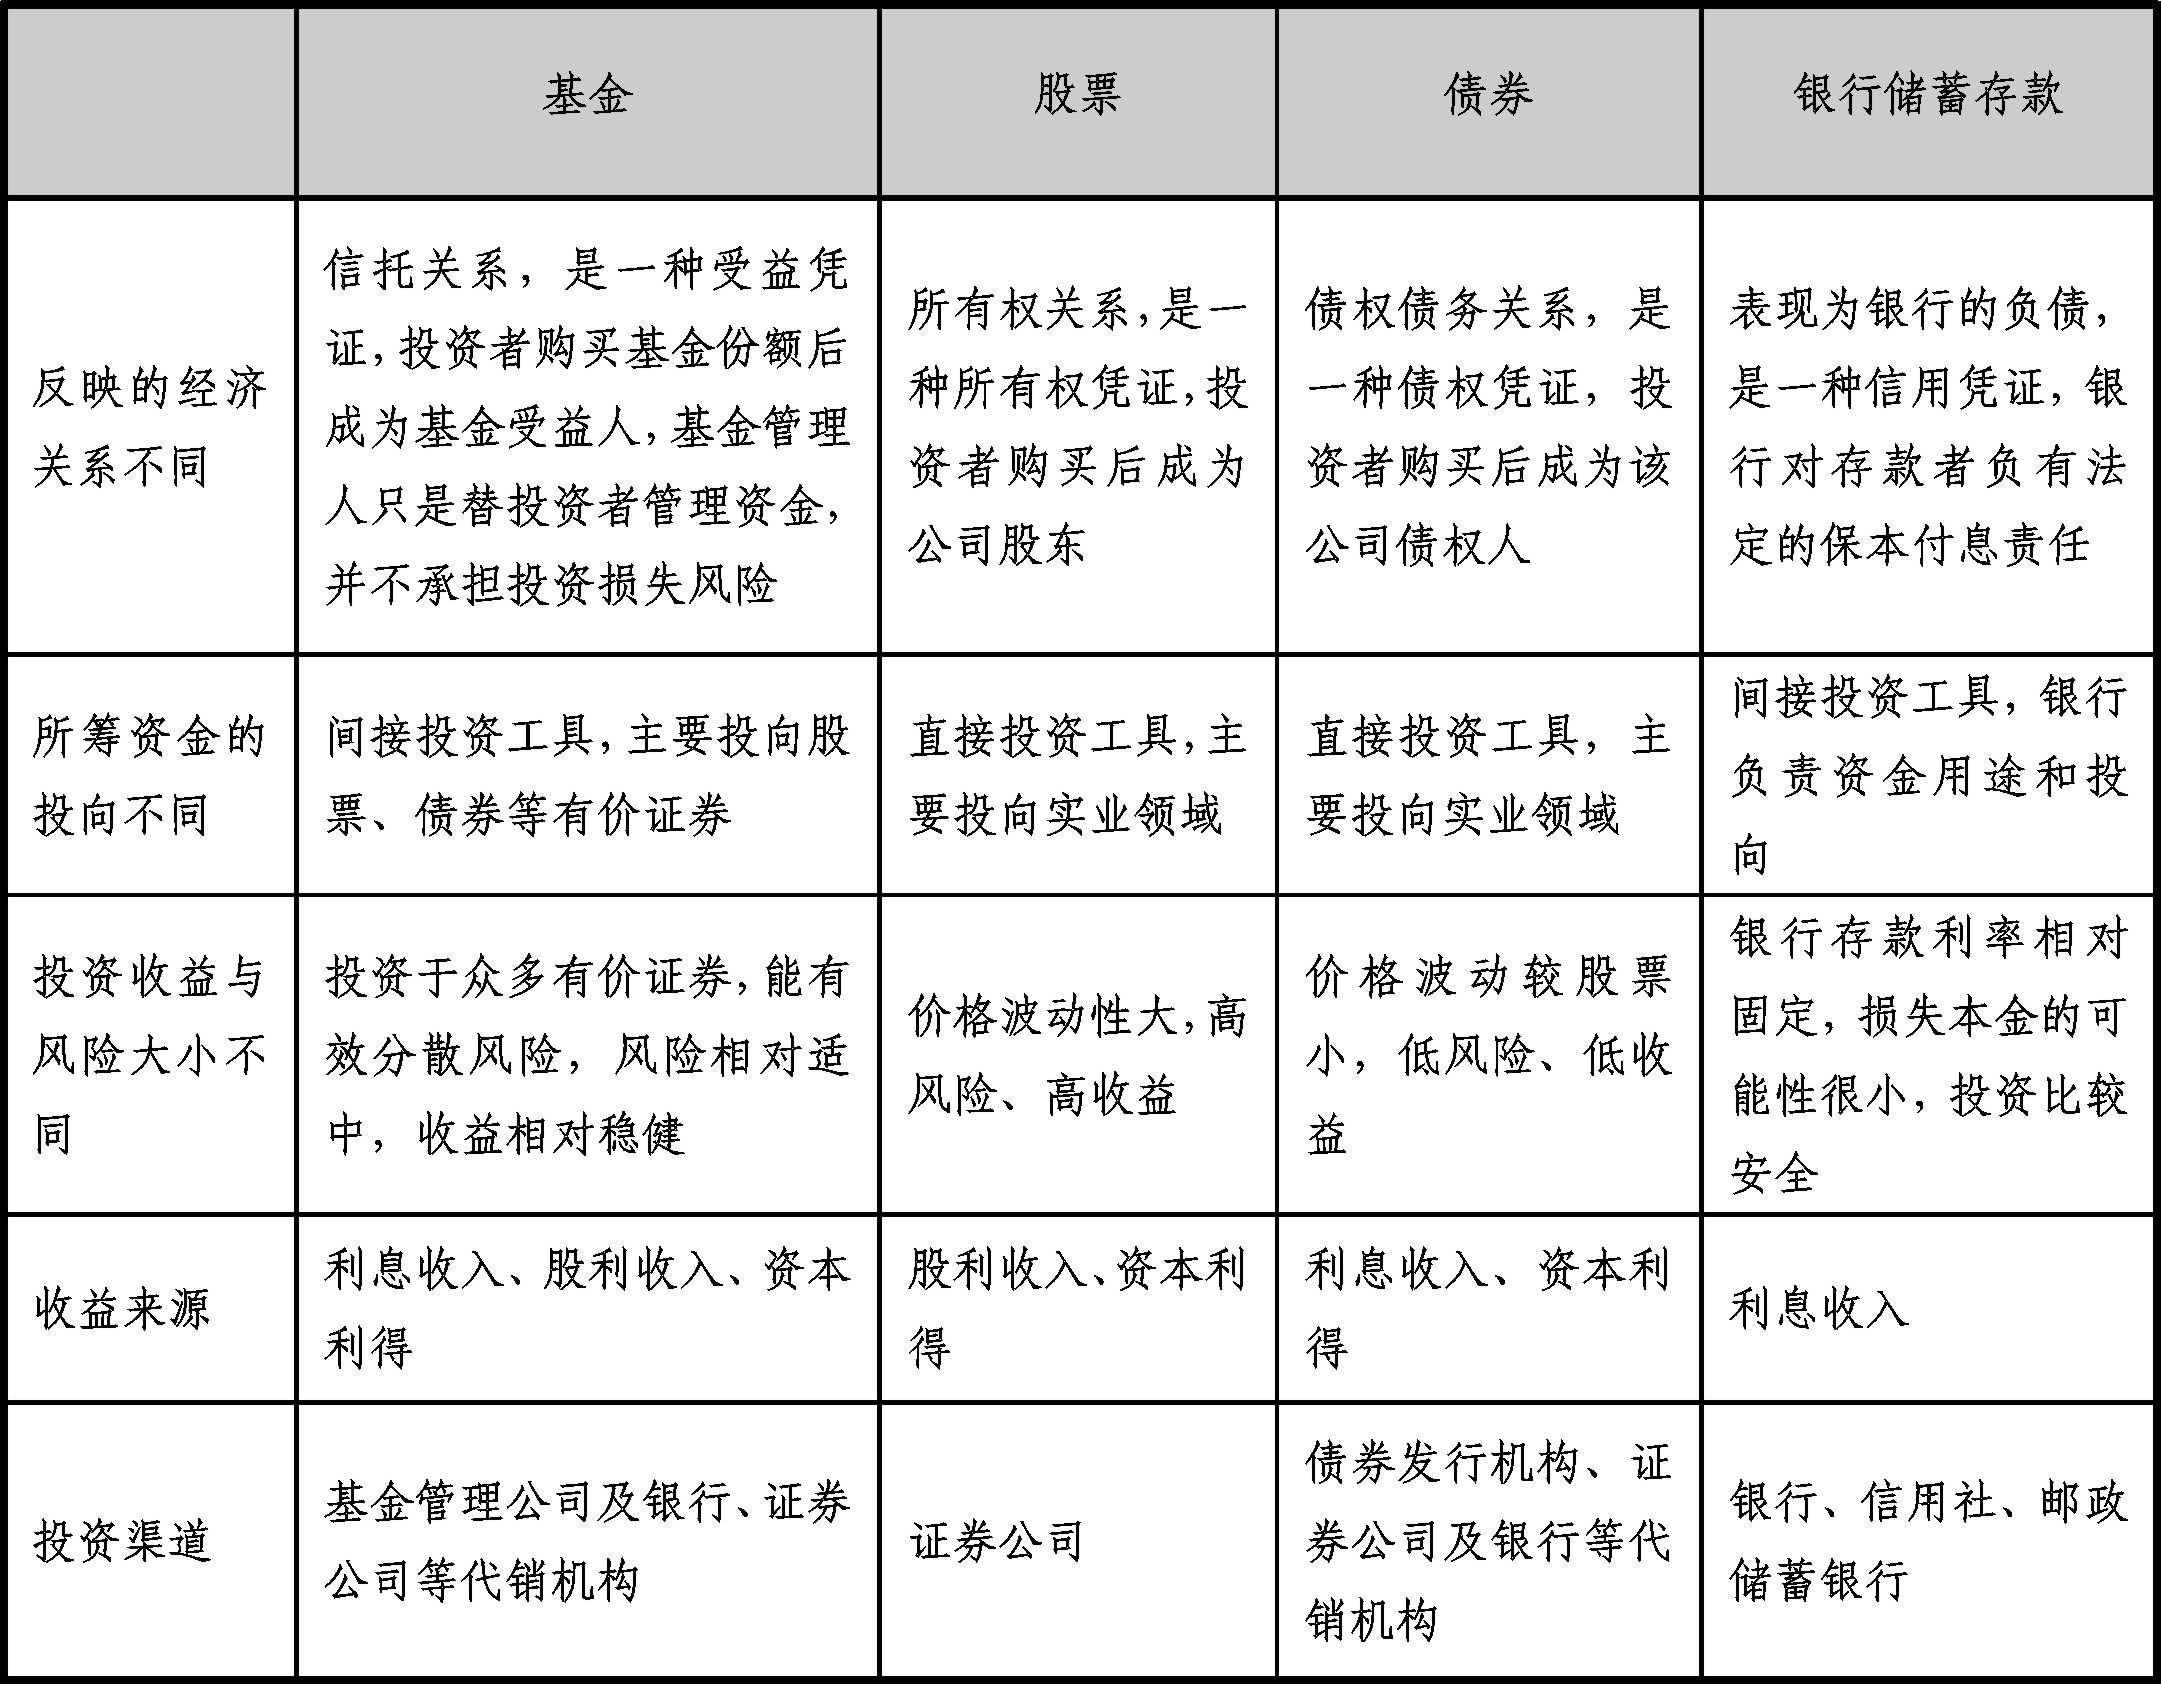 基金
股票
债券
银行储蓄存款
反映的经济
关系不同
信托关系，是一种受益凭
证，投资者购买基金份额后
成为基金受益人，基金管理
人只是替投资者管理资金，
并不承担投资损失风险
所有权关系，是一
种所有权凭证，投
资者购买后成为
公司股东
债权债务关系，是
一种债权凭证，投
资者购买后成为该
公司债权人
表现为银行的负债，
是一种信用凭证，银
行对存款者负有法
定的保本付息责任
所筹资金的
投向不同
间接投资工具，主要投向股
票、债券等有价证券
直接投资工具，主
要投向实业领域
直接投资工具，主
要投向实业领域
间接投资工具，银行
负责资金用途和投
向
投资收益与
风险大小不
同
投资于众多有价证券，能有
效分散风险，风险相对适
中，收益相对稳健
价格波动性大，高
风险、高收益
价格波动较股票
小，低风险、低收
益
银行存款利率相对
固定，损失本金的可
能性很小，投资比较
安全
收益来源
利息收入、股利收入、资本
利得
股利收入、资本利
得
利息收入、资本利
得
利息收入
投资渠道
基金管理公司及银行、证券
公司等代销机构
证券公司
债券发行机构、证
券公司及银行等代
销机构
银行、信用社、邮政
储蓄银行